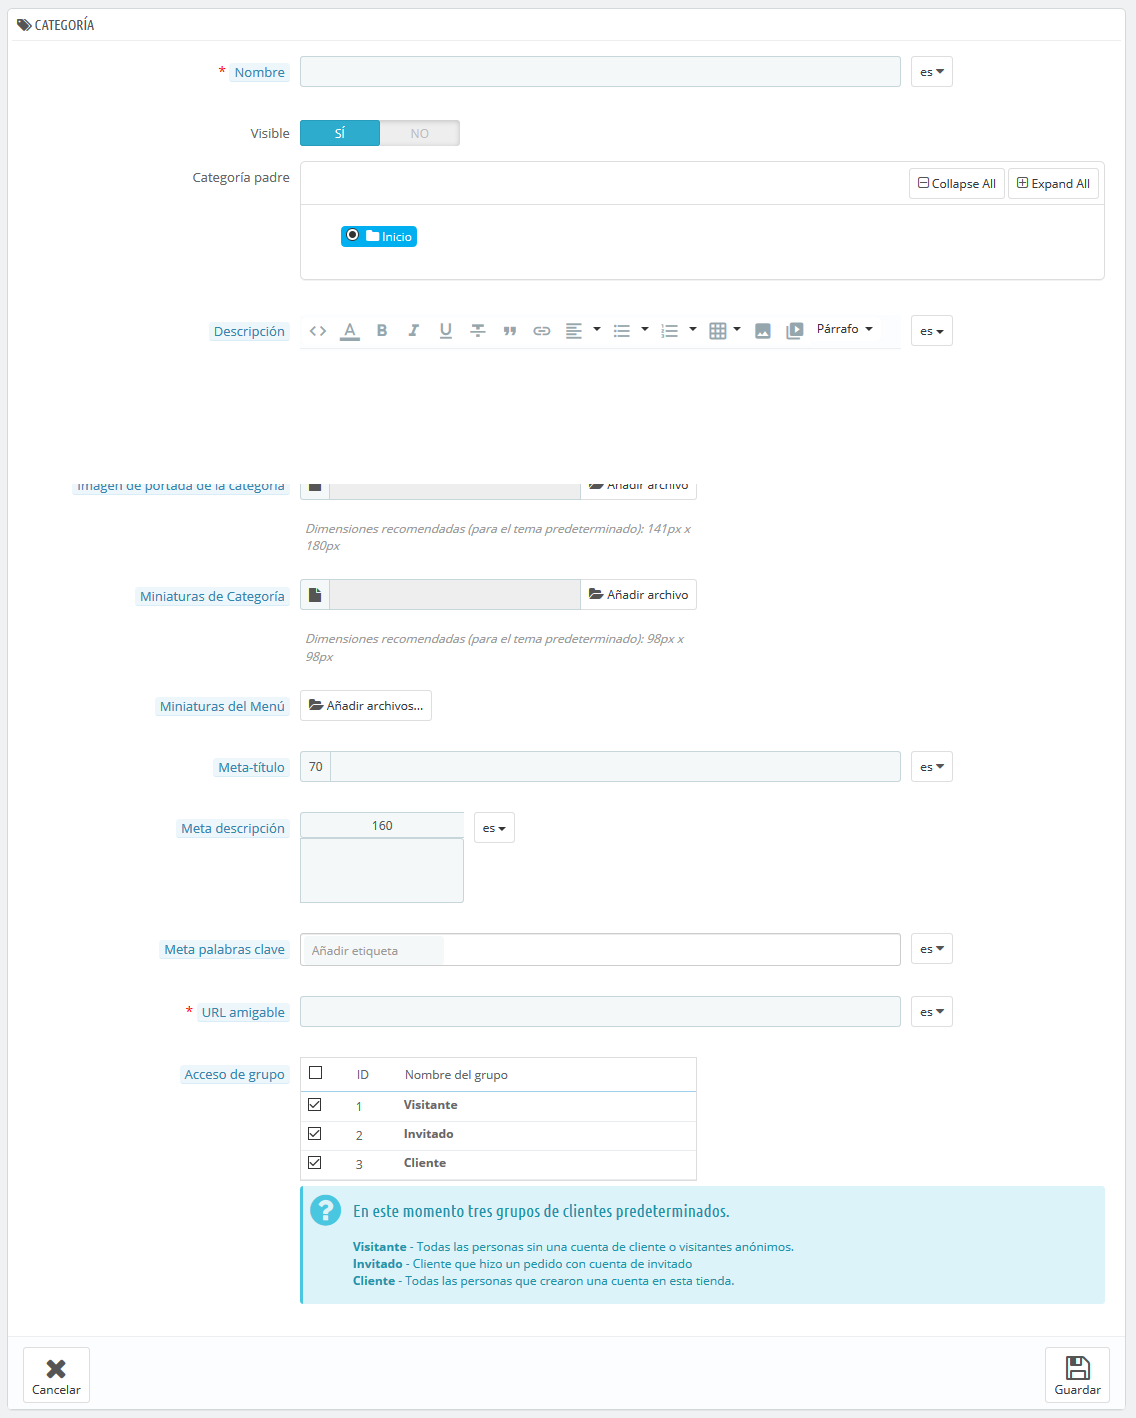 CATEGORÍA
* Nombre
es
Visible
SÍ
NO
Categoría padre
Collapse All
Expand All
Inicio
Descripción
A
B
I
U
Párrafo
es
Imagen de portada de la categoría
Añadir archivo
Dimensiones recomendadas (para el tema predeterminado): 141px x
180px
Miniaturas de Categoría
Añadir archivo
Dimensiones recomendadas (para el tema predeterminado): 98px x
98px
Miniaturas del Menú
Añadir archivos...
Meta-título
70
es
Meta descripción
160
es
Meta palabras clave
Añadir etiqueta
es
* URL amigable
es
Acceso de grupo
ID
Nombre del grupo
1
Visitante
2
Invitado
3
Cliente
En este momento tres grupos de clientes predeterminados.
Visitante - Todas las personas sin una cuenta de cliente o visitantes anónimos.
Invitado - Cliente que hizo un pedido con cuenta de invitado
Cliente - Todas las personas que crearon una cuenta en esta tienda.
Cancelar
Guardar